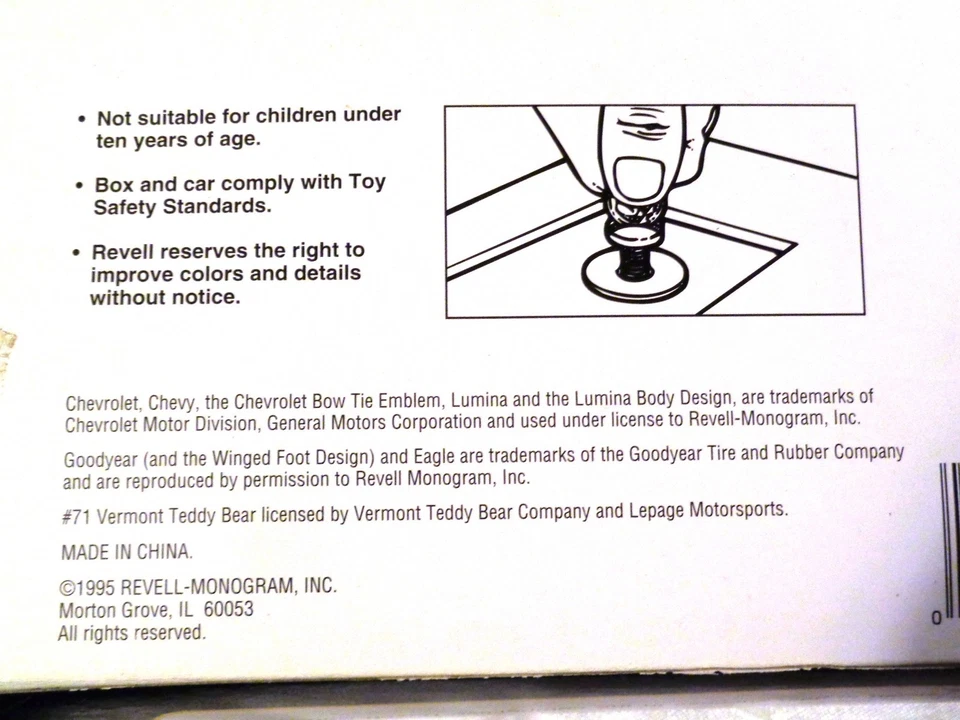 • Not suitable for children under
ten years of age.
• Box and car comply with Toy
Safety Standards.
• Revell reserves the right to
improve colors and details
without notice.
Chevrolet, Chevy, the Chevrolet Bow Tie Emblem, Lumina and the Lumina Body Design, are trademarks of
Chevrolet Motor Division, General Motors Corporation and used under license to Revell-Monogram, Inc.
Goodyear (and the Winged Foot Design) and Eagle are trademarks of the Goodyear Tire and Rubber Company
and are reproduced by permission to Revell Monogram, Inc.
#71 Vermont Teddy Bear licensed by Vermont Teddy Bear Company and Lepage Motorsports.
MADE IN CHINA.
©1995 REVELL-MONOGRAM, INC.
Morton Grove, IL 60053
All rights reserved.
0